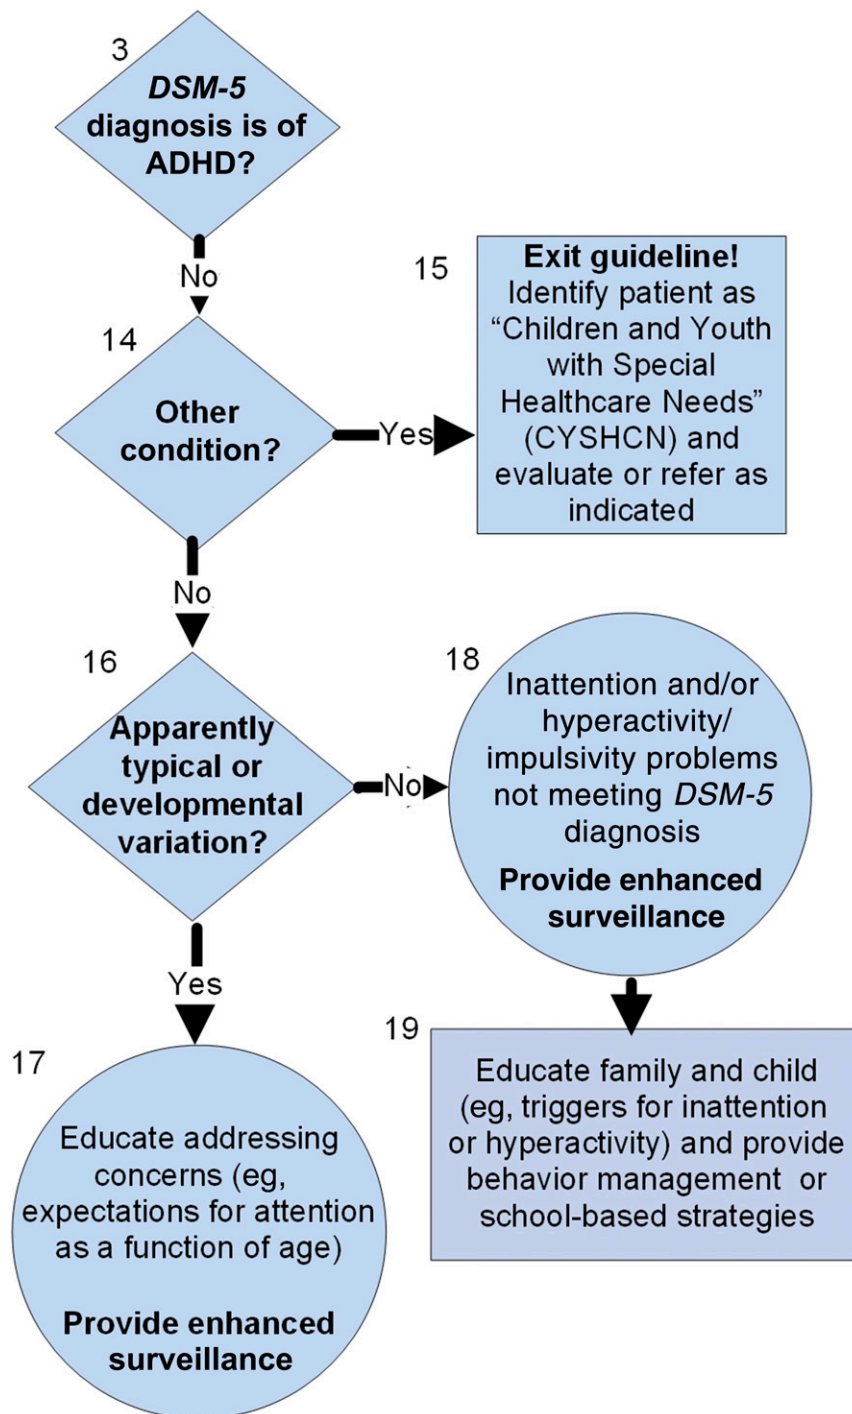 3
DSM-5
diagnosis is of
ADHD?
No
14
Other
condition?
Yes
15
Exit guideline!
Identify patient as
“Children and Youth
with Special
Healthcare Needs”
(CYSHCN) and
evaluate or refer as
indicated
No
16
Apparently
typical or
developmental
variation?
No
18
Inattention and/or
hyperactivity/
impulsivity problems
not meeting DSM-5
diagnosis
Provide enhanced
surveillance
Yes
17
Educate addressing
concerns (eg,
expectations for attention
as a function of age)
Provide enhanced
surveillance
19
Educate family and child
(eg, triggers for inattention
or hyperactivity) and provide
behavior management or
school-based strategies